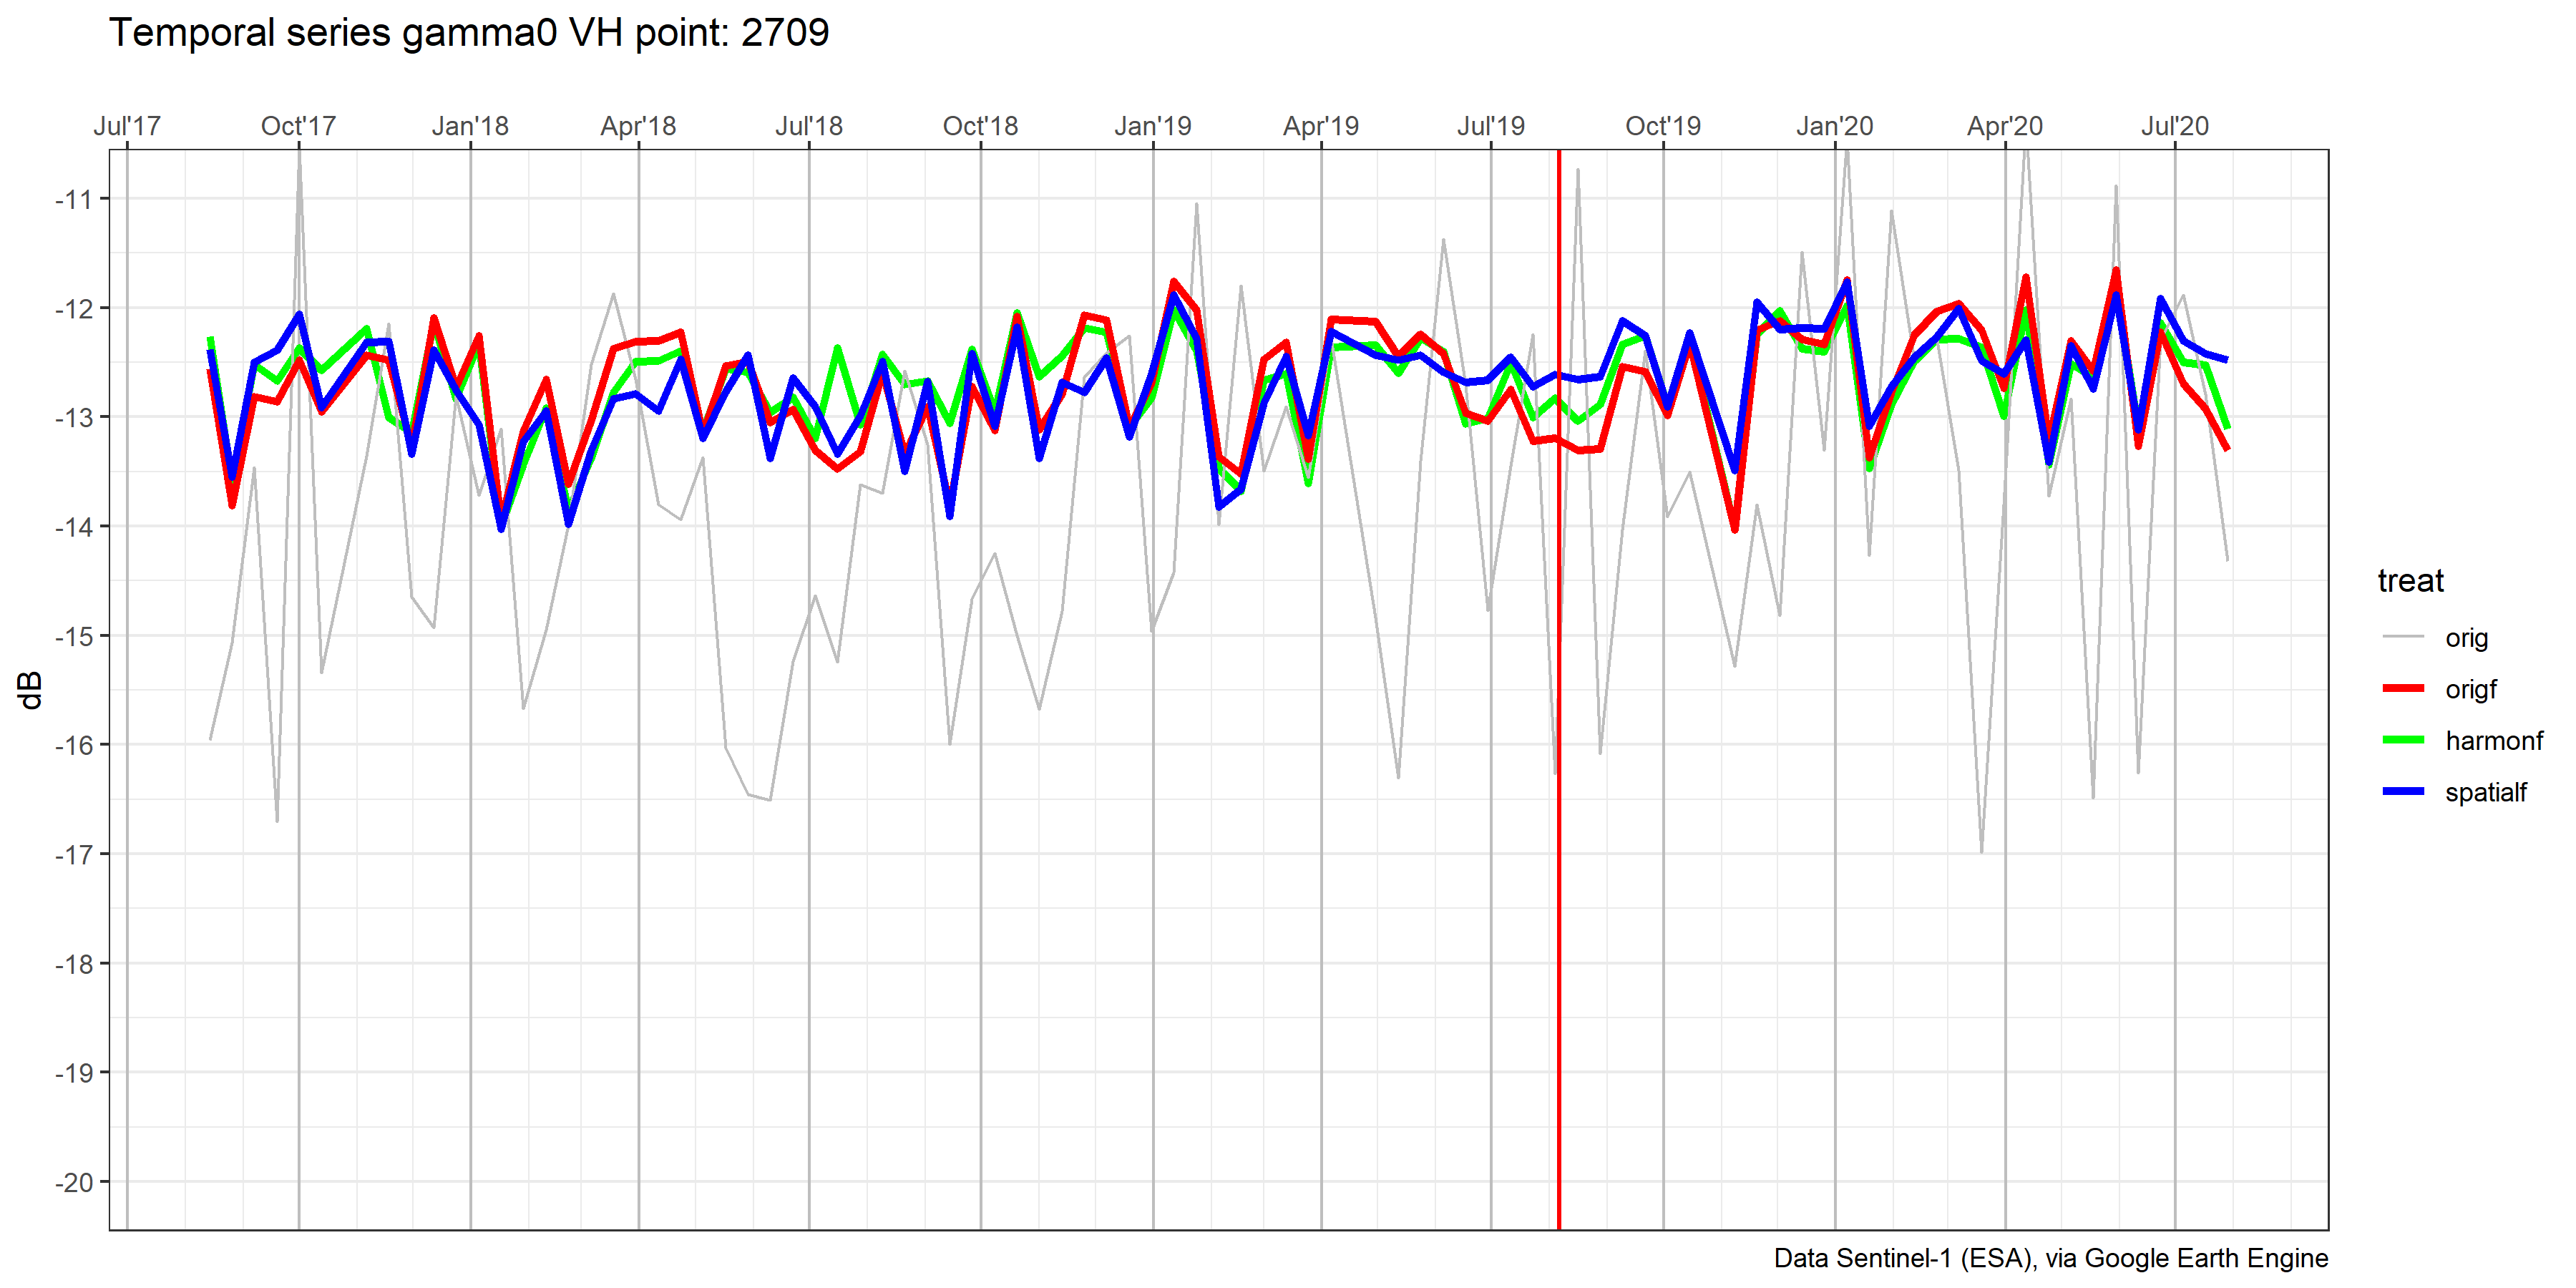 Temporal series gamma0 VH point: 2709
Jul'17 Oct'17 Jan'18 Apr'18 Jul'18 Oct'18 Jan'19 Apr'19 Jul'19 Oct'19 Jan'20 Apr'20 Jul'20
-11
-12
-13
-14
-15
-16
-17
-18
-19
-20
dB
treat
orig
origf
harmonf
spatialf
Data Sentinel-1 (ESA), via Google Earth Engine